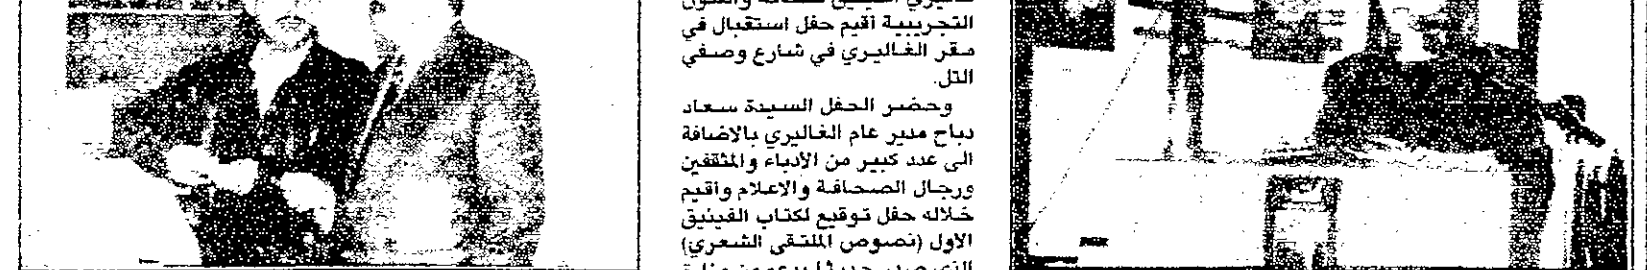 التجريبية أقيم حفل استقبال في
مقر الغاليري في شارع وصفي
التل.
وحضر الحفل السيدة سعاد
دباح مدير عام الغاليري بالاضافة
الى عدد كبير من الأدباء والمثقفين
ورجال الصحافة والاعلام واقيم
خلاله حفل توقيع لكتاب الفينيق
الاول (نصوص الملتقى الشعري)